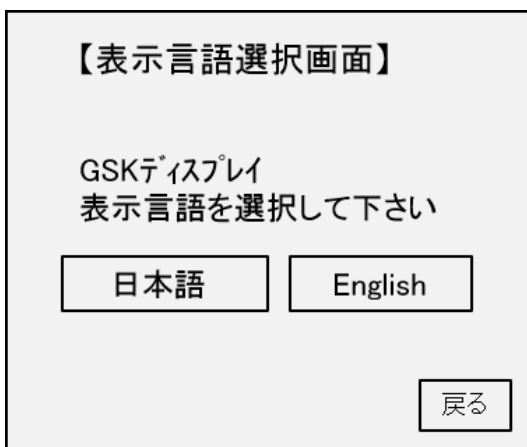 【表示言語選択画面】
GSKディスプレイ
表示言語を選択して下さい
日本語
English
戻る